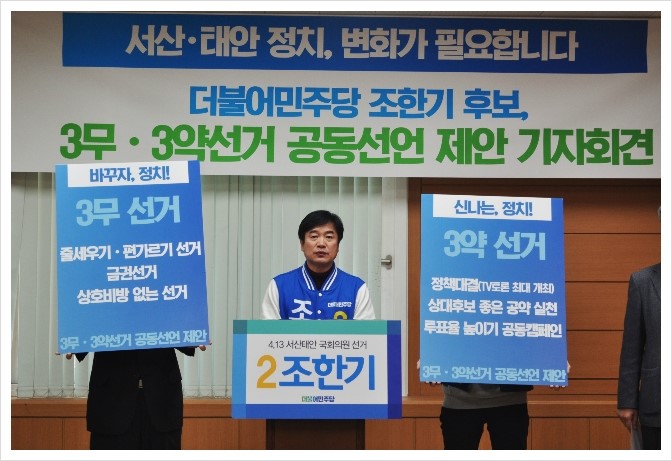 서산·태안 정치, 변화가 필요합니다
더불어민주당 조한기 후보,
3무·3약선거 공동선언 제안 기자회견
바꾸자, 정치!
3무 선거
줄세우기·편가르기 선거
금권선거
상호비방 없는 선거
3무·3약선거 공동선언 제안
더불어민주당
조
4.13 서산태안 국회의원 선거
2조한기
더불어민주당
신나는, 정치!
3약 선거
정책대결(TV토론 최대 개최)
상대후보 좋은 공약 실천
투표율 높이기 공동캠페인
3무·3약선거 공동선언 제안